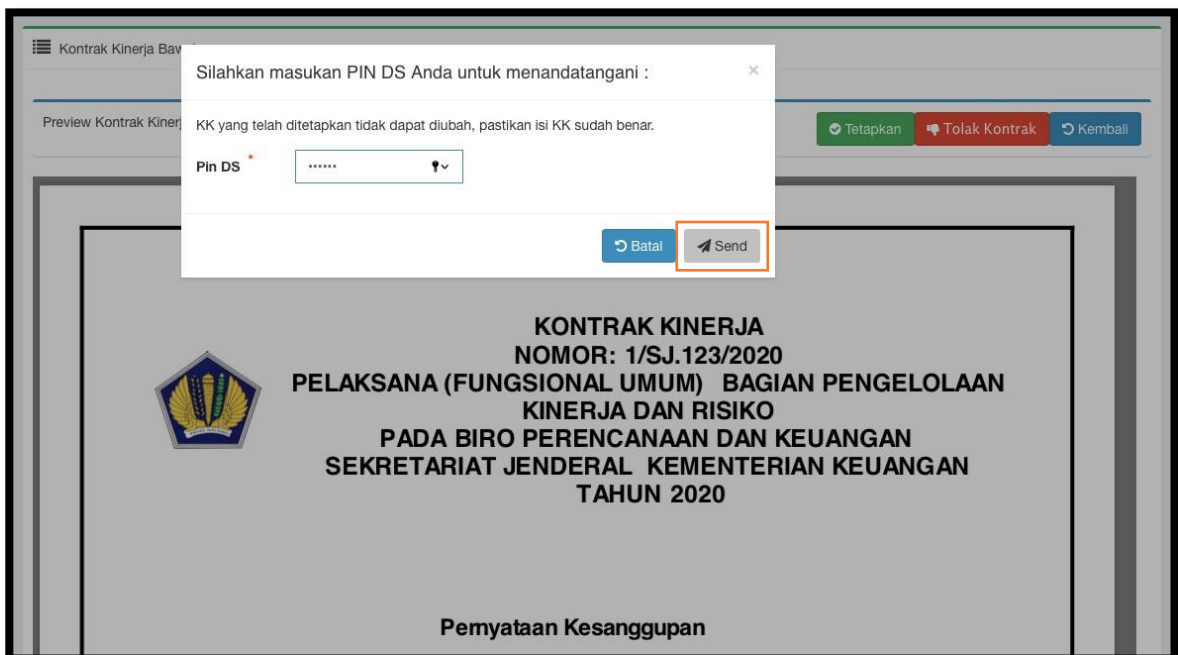 Kontrak Kinerja
Silahkan masukan PIN DS Anda untuk menandatangani :
×
Preview Kontrak
KK yang telah ditetapkan tidak dapat diubah, pastikan isi KK sudah benar.
Tetapkan
Tolak Kontrak
Kembali
Pin DS *
••••••
Batal
Send
KONTRAK KINERJA
NOMOR: 1/SJ.123/2020
PELAKSANA (FUNGSIONAL UMUM) BAGIAN PENGELOLAAN
KINERJA DAN RISIKO
PADA BIRO PERENCANAAN DAN KEUANGAN
SEKRETARIAT JENDERAL KEMENTERIAN KEUANGAN
TAHUN 2020
Pernyataan Kesanggupan